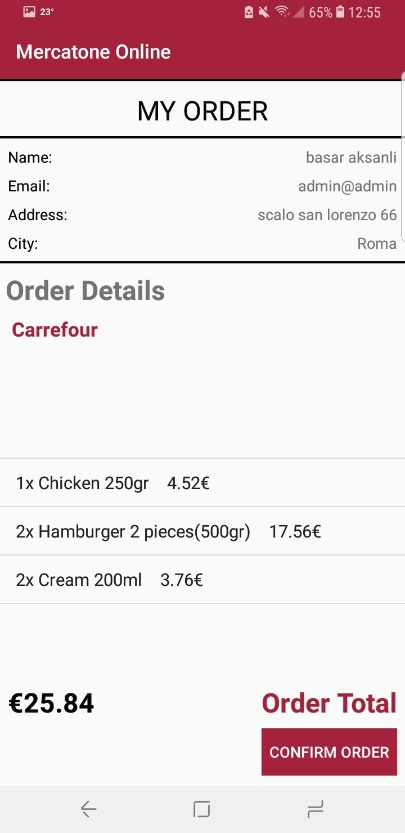 23° 65% 12:55
Mercatone Online
MY ORDER
Name: basar aksanli
Email: admin@admin
Address: scalo san lorenzo 66
City: Roma
Order Details
Carrefour
1x Chicken 250gr 4.52€
2x Hamburger 2 pieces(500gr) 17.56€
2x Cream 200ml 3.76€
€25.84 Order Total
CONFIRM ORDER